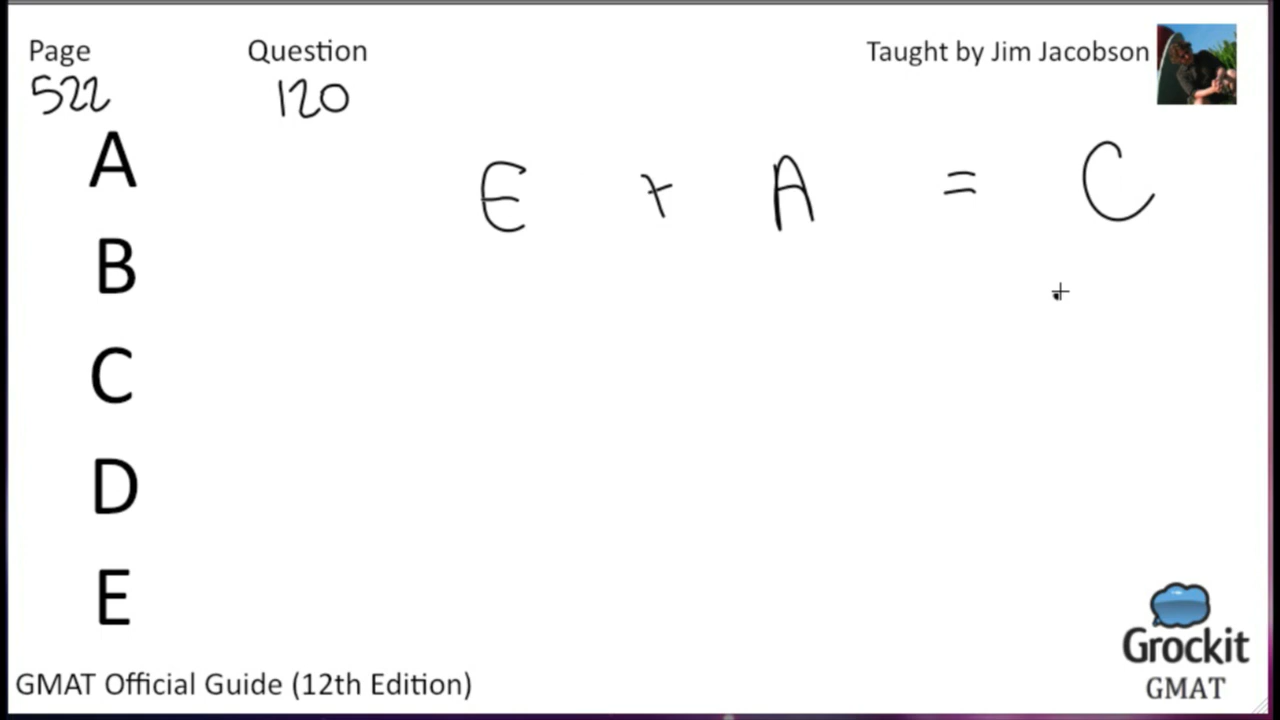 Page Question Taught by Jim Jacobson
522 120
A
E + A = C
B
C
D
E
Grockit
GMAT
GMAT Official Guide (12th Edition)